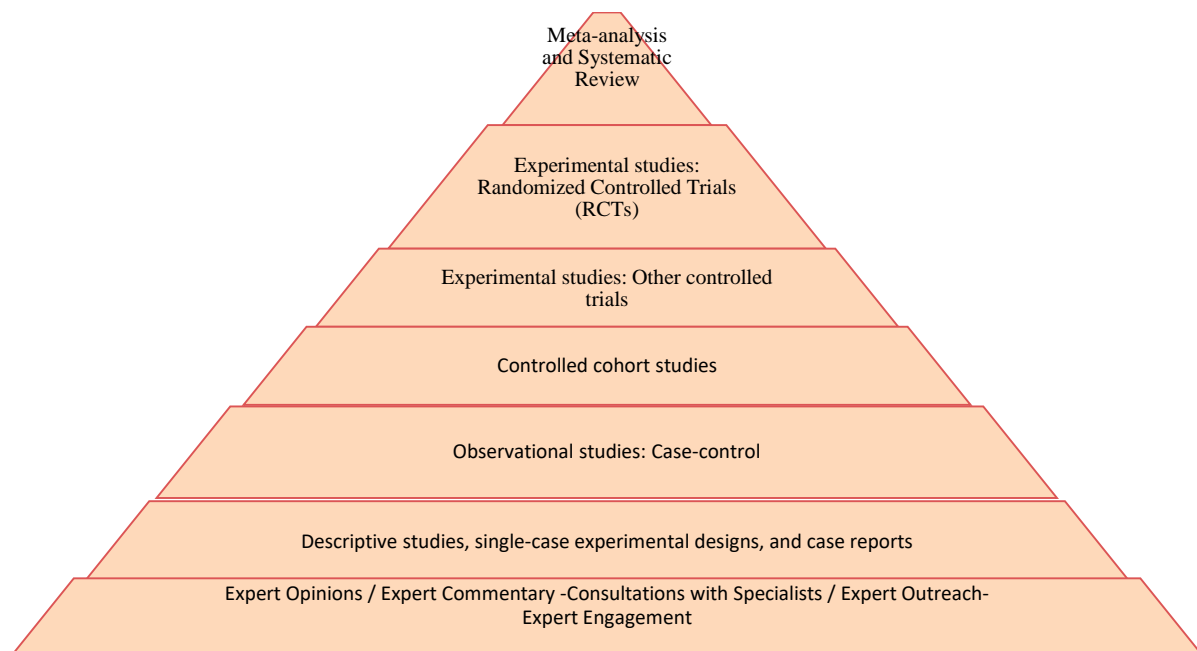 Meta-analysis
and Systematic
Review
Experimental studies:
Randomized Controlled Trials
(RCTs)
Experimental studies: Other controlled
trials
Controlled cohort studies
Observational studies: Case-control
Descriptive studies, single-case experimental designs, and case reports
Expert Opinions / Expert Commentary -Consultations with Specialists / Expert Outreach-
Expert Engagement